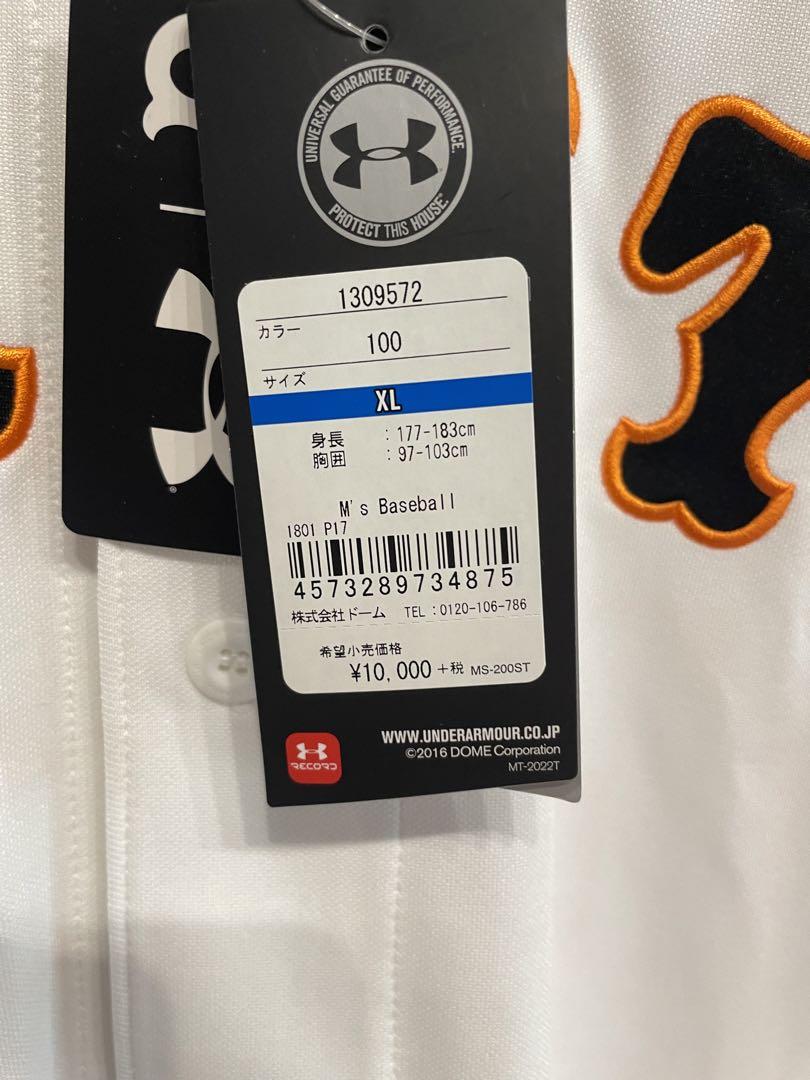 UNIVERSAL GUARANTEE OF PERFORMANCE.
PROTECT THIS HOUSE.
1309572
カラー
100
サイズ
XL
身長 : 177-183cm
胸囲 : 97-103cm
M's Baseball
1801 P17
4573289734875
株式会社ドーム TEL:0120-106-786
希望小売価格
¥10,000 +税 MS-200ST
RECORD
WWW.UNDERARMOUR.CO.JP
©2016 DOME Corporation
MT-2022T